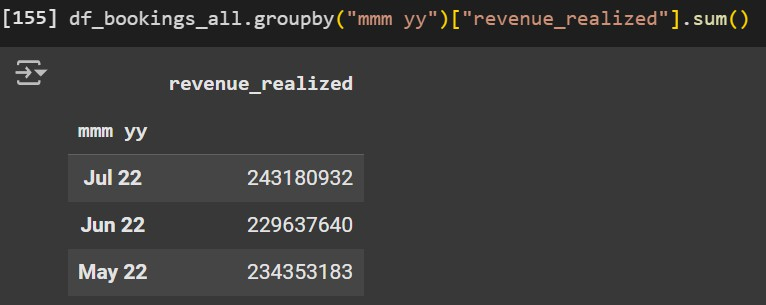 [155] df_bookings_all.groupby("mmm yy")["revenue_realized"].sum()
revenue_realized
mmm yy
Jul 22 243180932
Jun 22 229637640
May 22 234353183